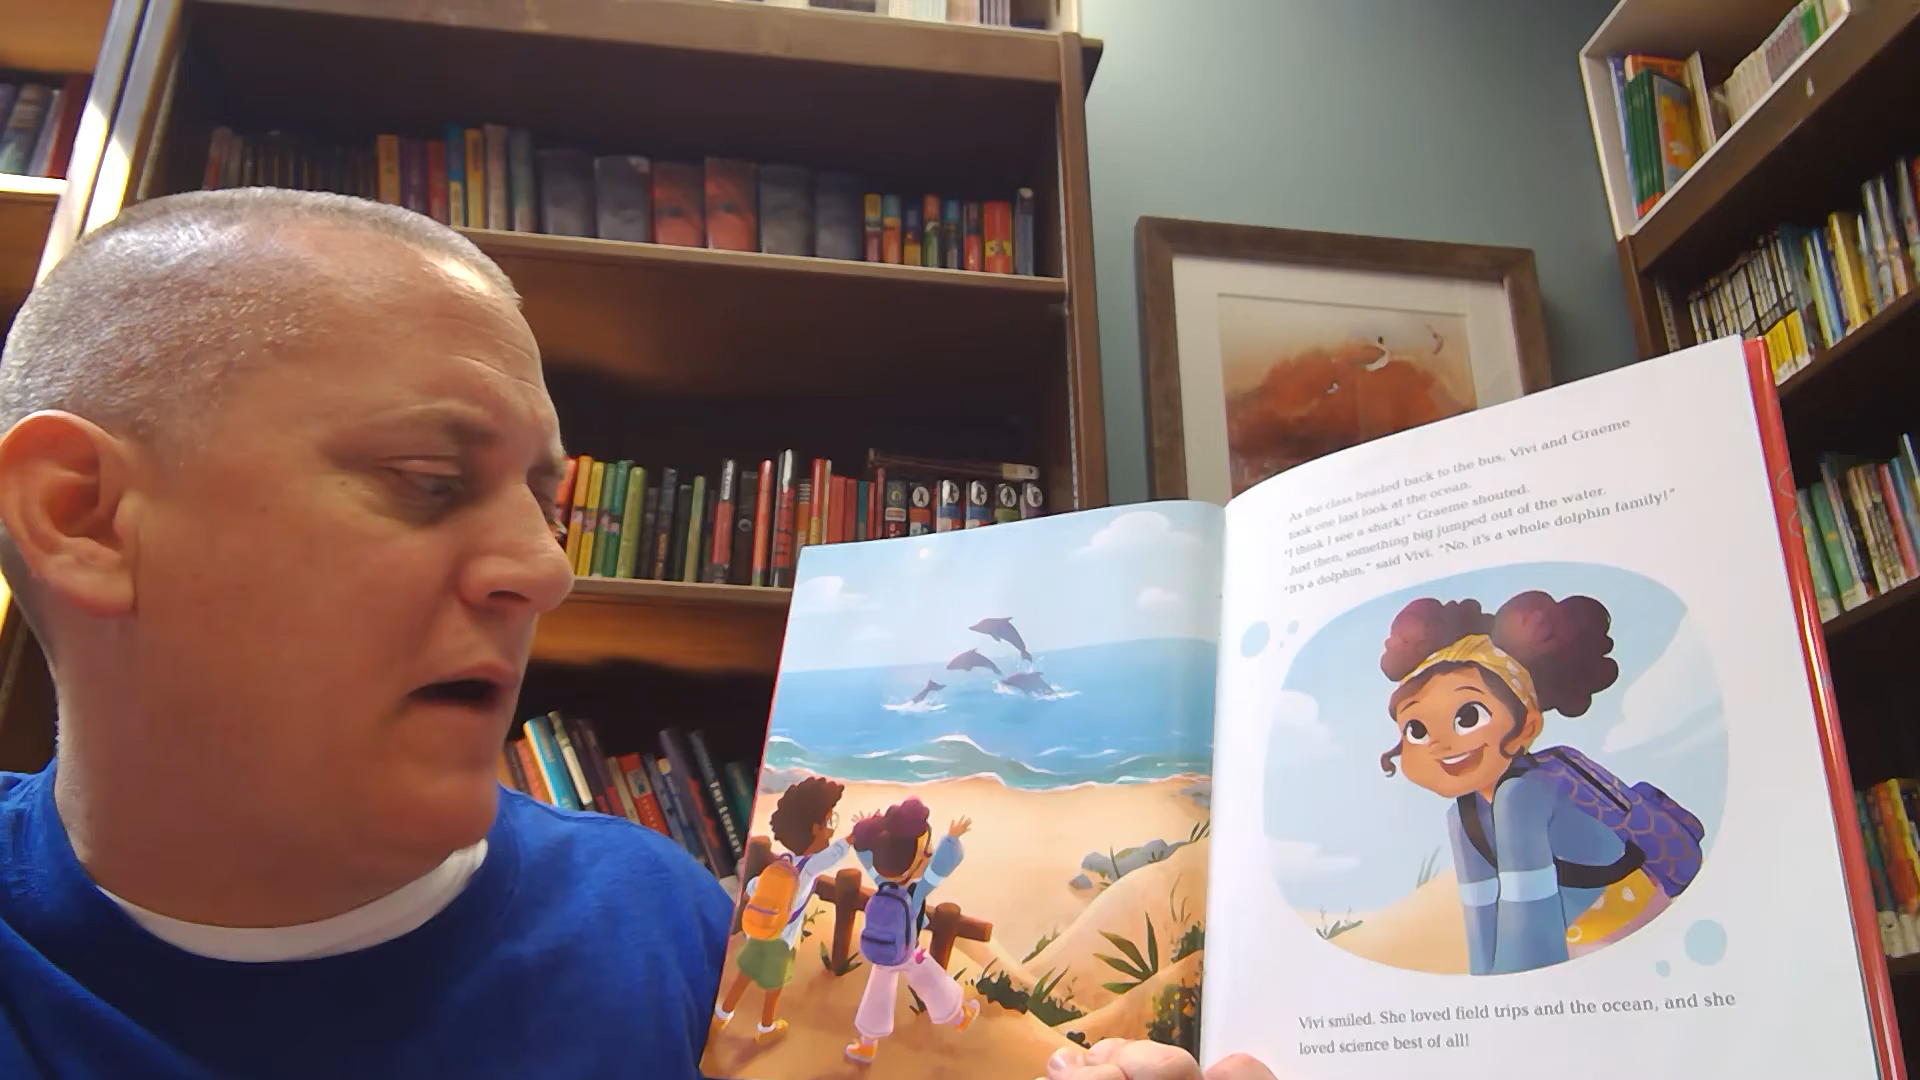 As the class headed back to the bus, Vivi and Graeme
took one last look at the ocean.
"I think I see a shark!" Graeme shouted.
Just then, something big jumped out of the water.
"It's a dolphin," said Vivi. "No, it's a whole dolphin family!"
Vivi smiled. She loved field trips and the ocean, and she
loved science best of all!
THE LIBRARY